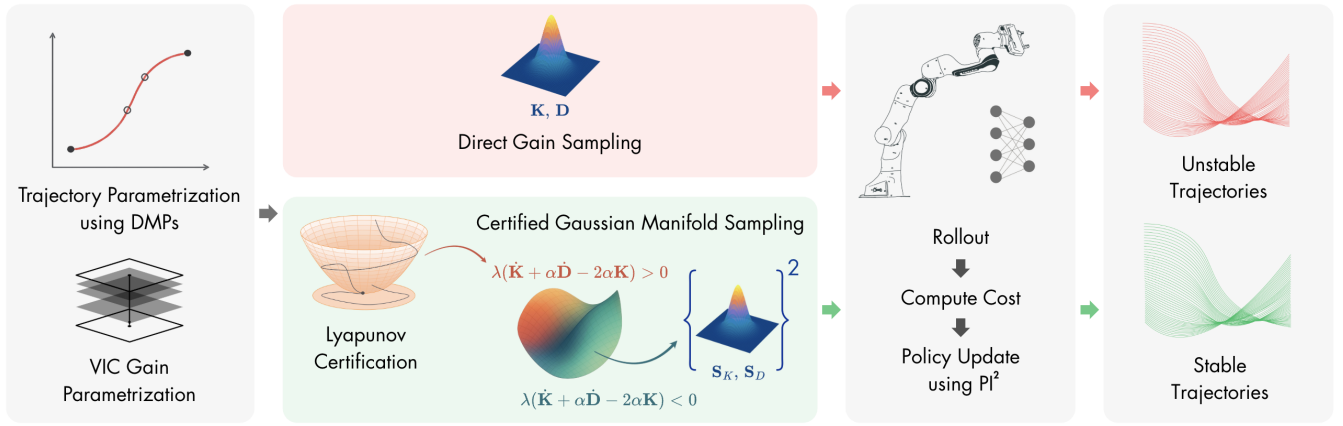 Trajectory Parametrization
using DMPs
VIC Gain
Parametrization
K, D
Direct Gain Sampling
Certified Gaussian Manifold Sampling
Lyapunov
Certification
λ(K̇ + αḊ − 2αK) > 0
λ(K̇ + αḊ − 2αK) < 0
2
S_K, S_D
Rollout
Compute Cost
Policy Update
using PI²
Unstable
Trajectories
Stable
Trajectories